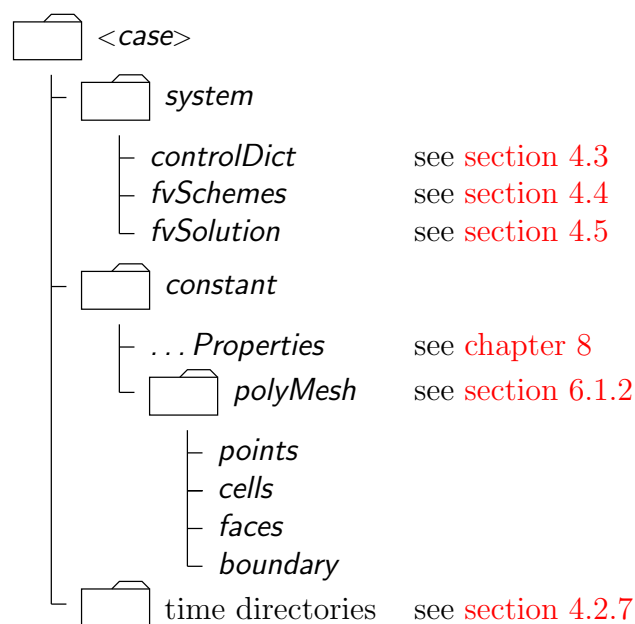 <case>
system
controlDict see section 4.3
fvSchemes see section 4.4
fvSolution see section 4.5
constant
. . . Properties see chapter 8
polyMesh see section 6.1.2
points
cells
faces
boundary
time directories see section 4.2.7